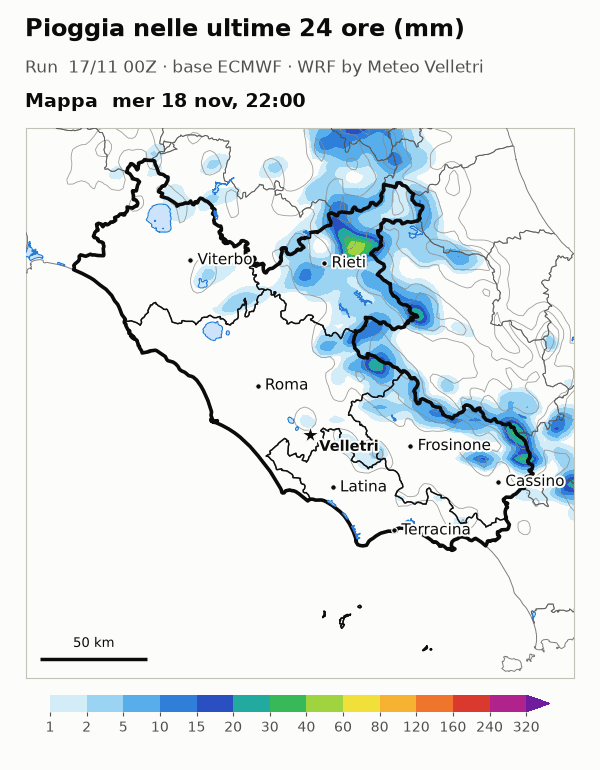 Pioggia nelle ultime 24 ore (mm)
Run 17/11 00Z · base ECMWF · WRF by Meteo Velletri
Mappa mer 18 nov, 22:00
Viterbo
Rieti
Roma
Velletri
Frosinone
Latina
Cassino
Terracina
50 km
1 2 5 10 15 20 30 40 60 80 120 160 240 320